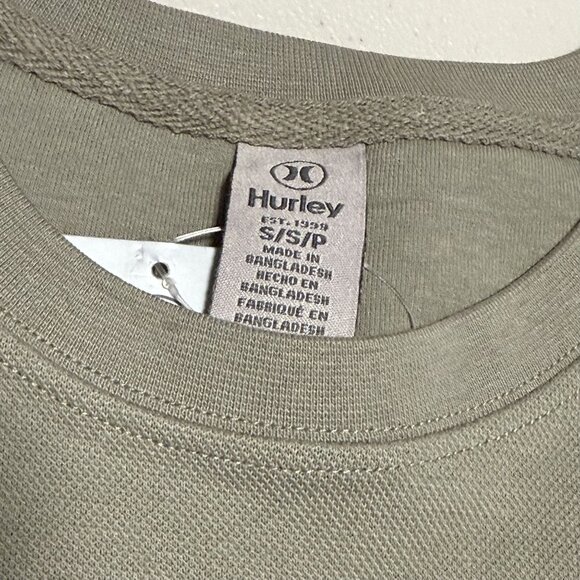 Hurley
EST. 1999
S/S/P
MADE IN
BANGLADESH
HECHO EN
BANGLADESH
FABRIQUÉ EN
BANGLADESH